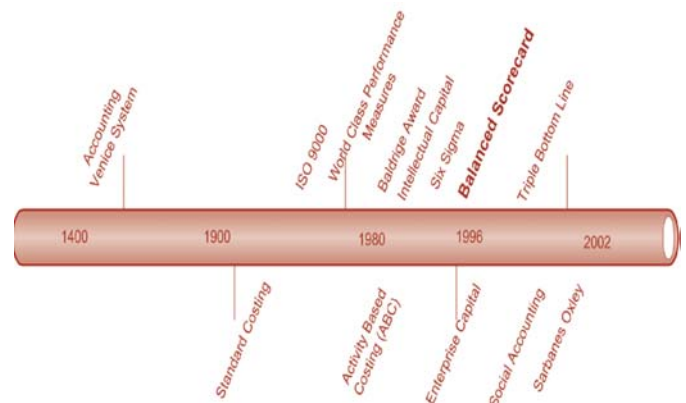 Accounting
Venice System
ISO 9000
World Class Performance
Measures
Baldrige Award
Intellectual Capital
Six Sigma
Balanced Scorecard
Triple Bottom Line
1400
1900
1980
1996
2002
Standard Costing
Activity Based
Costing (ABC)
Enterprise Capital
Social Accounting
Sarbanes Oxley